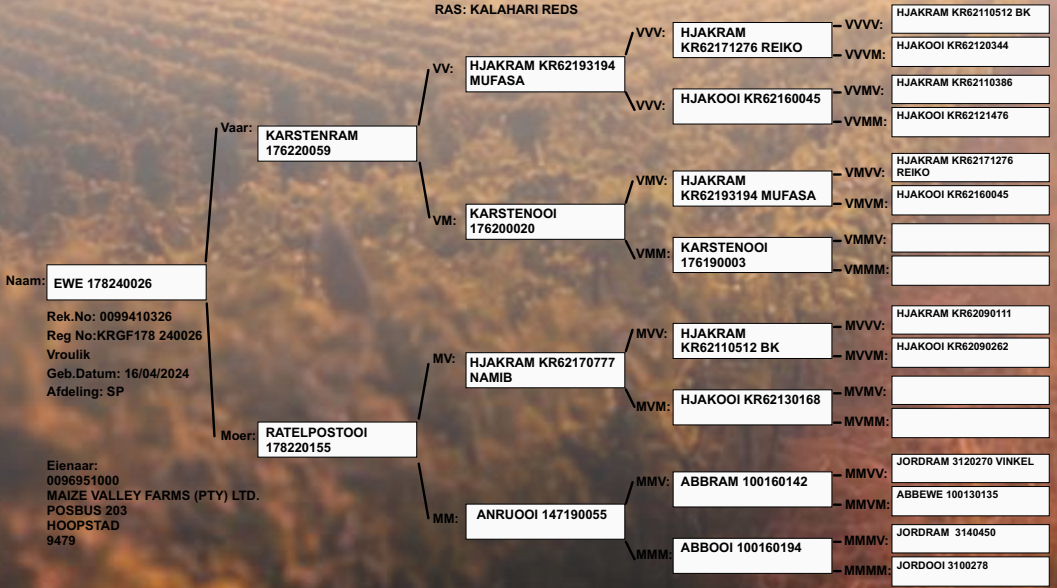 RAS: KALAHARI REDS
Naam:
EWE 178240026
Rek.No: 0099410326
Reg No:KRGF178 240026
Vroulik
Geb.Datum: 16/04/2024
Afdeling: SP
Eienaar:
0096951000
MAIZE VALLEY FARMS (PTY) LTD.
POSBUS 203
HOOPSTAD
9479
Vaar:
KARSTENRAM
176220059
Moer:
RATELPOSTOOI
178220155
VV:
HJAKRAM KR62193194
MUFASA
VM:
KARSTENOOI
176200020
MV:
HJAKRAM KR62170777
NAMIB
MM:
ANRUOOI 147190055
VVV:
HJAKRAM
KR62171276 REIKO
VVV:
HJAKOOI KR62160045
VMV:
HJAKRAM
KR62193194 MUFASA
VMM:
KARSTENOOI
176190003
MVV:
HJAKRAM
KR62110512 BK
MVM:
HJAKOOI KR62130168
MMV:
ABBRAM 100160142
MMM:
ABBOOI 100160194
VVVV:
HJAKRAM KR62110512 BK
VVVM:
HJAKOOI KR62120344
VVMV:
HJAKRAM KR62110386
VVMM:
HJAKOOI KR62121476
VMVV:
HJAKRAM KR62171276
REIKO
VMVM:
HJAKOOI KR62160045
VMMV:
VMMM:
MVVV:
HJAKRAM KR62090111
MVVM:
HJAKOOI KR62090262
MVMV:
MVMM:
MMVV:
JORDRAM 3120270 VINKEL
MMVM:
ABBEWE 100130135
MMMV:
JORDRAM 3140450
MMMM:
JORDOOI 3100278